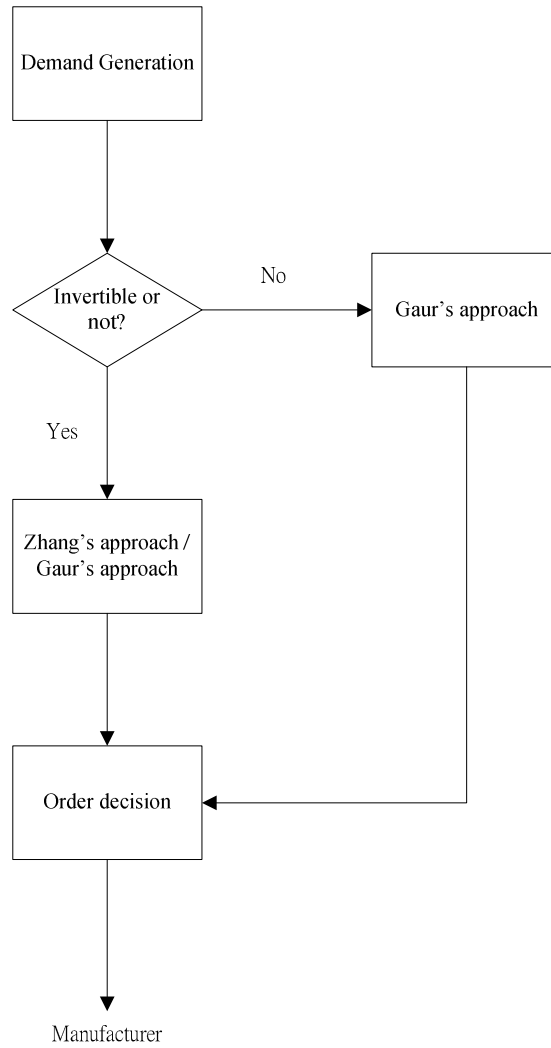 Demand Generation
Invertible or
not?
No
Gaur's approach
Yes
Zhang's approach /
Gaur's approach
Order decision
Manufacturer